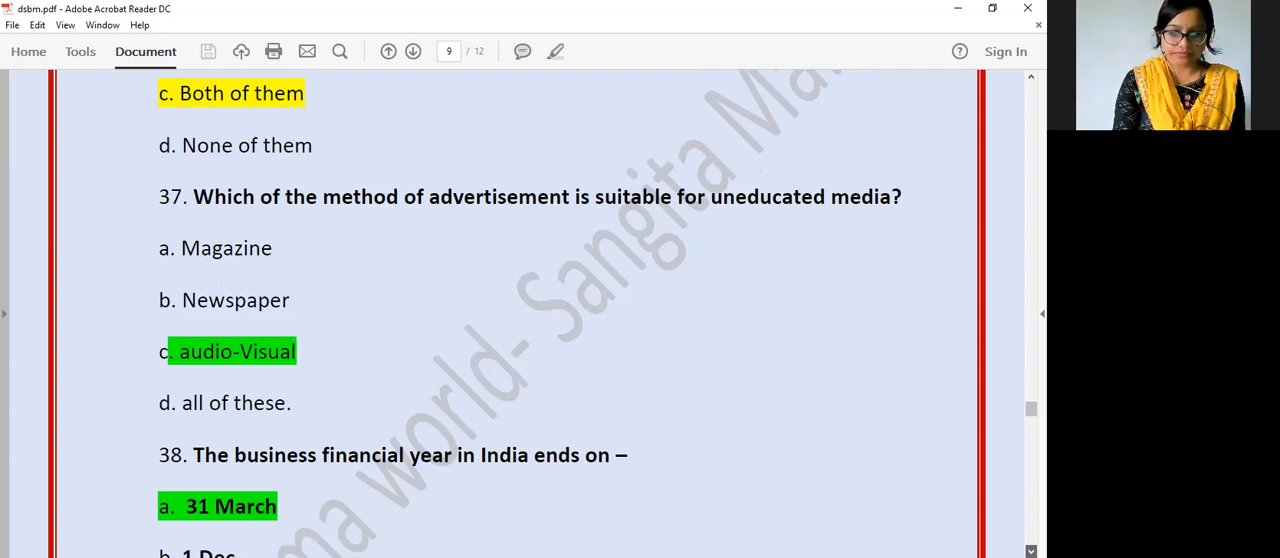 dsbm.pdf - Adobe Acrobat Reader DC
File Edit View Window Help
Home Tools Document 9 / 12 Sign In
c. Both of them
d. None of them
37. Which of the method of advertisement is suitable for uneducated media?
a. Magazine
b. Newspaper
c. audio-Visual
d. all of these.
38. The business financial year in India ends on –
a. 31 March
b. 1 Dec
world- Sangita